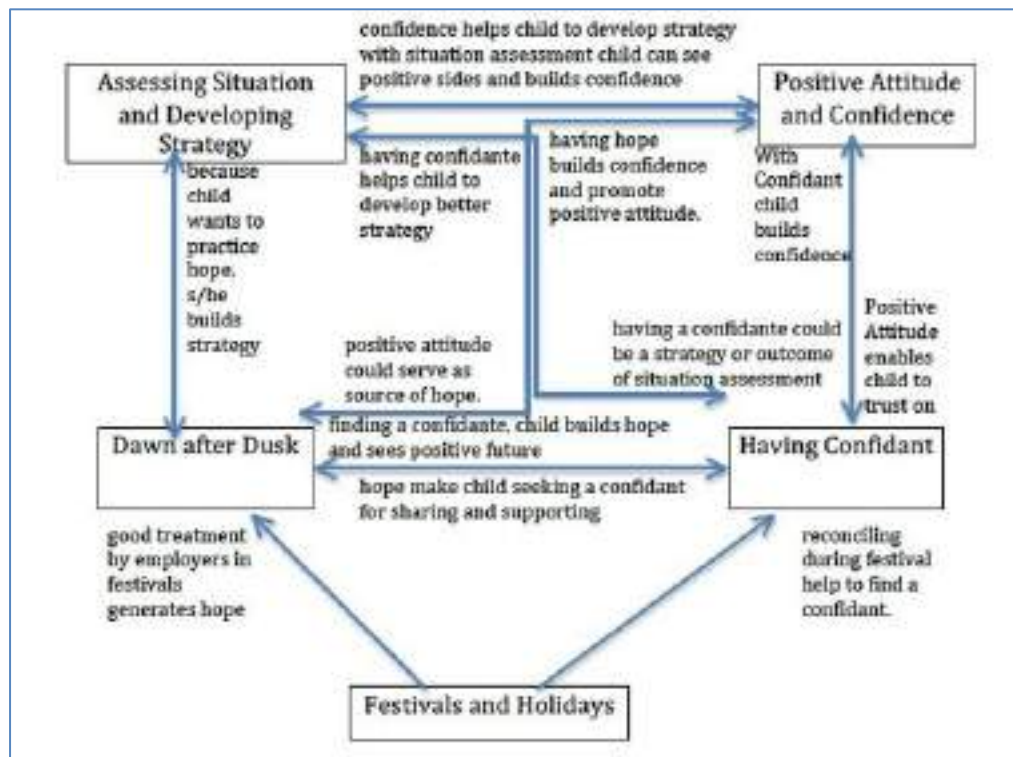 confidence helps child to develop strategy
with situation assessment child can see
positive sides and builds confidence
Assessing Situation
and Developing
Strategy
Positive Attitude
and Confidence
because
child
wants to
practice
hope.
s/he
builds
strategy
having confidante
helps child to
develop better
strategy
having hope
builds confidence
and promote
positive attitude.
With
Confidant
child
builds
confidence
positive attitude
could serve as
source of hope.
having a confidante could
be a strategy or outcome
of situation assessment
Positive
Attitude
enables
child to
trust on
finding a confidante, child builds hope
and sees positive future
Dawn after Dusk
Having Confidant
hope make child seeking a confidant
for sharing and supporting
good treatment
by employers in
festivals
generates hope
reconciling
during festival
help to find a
confidant.
Festivals and Holidays